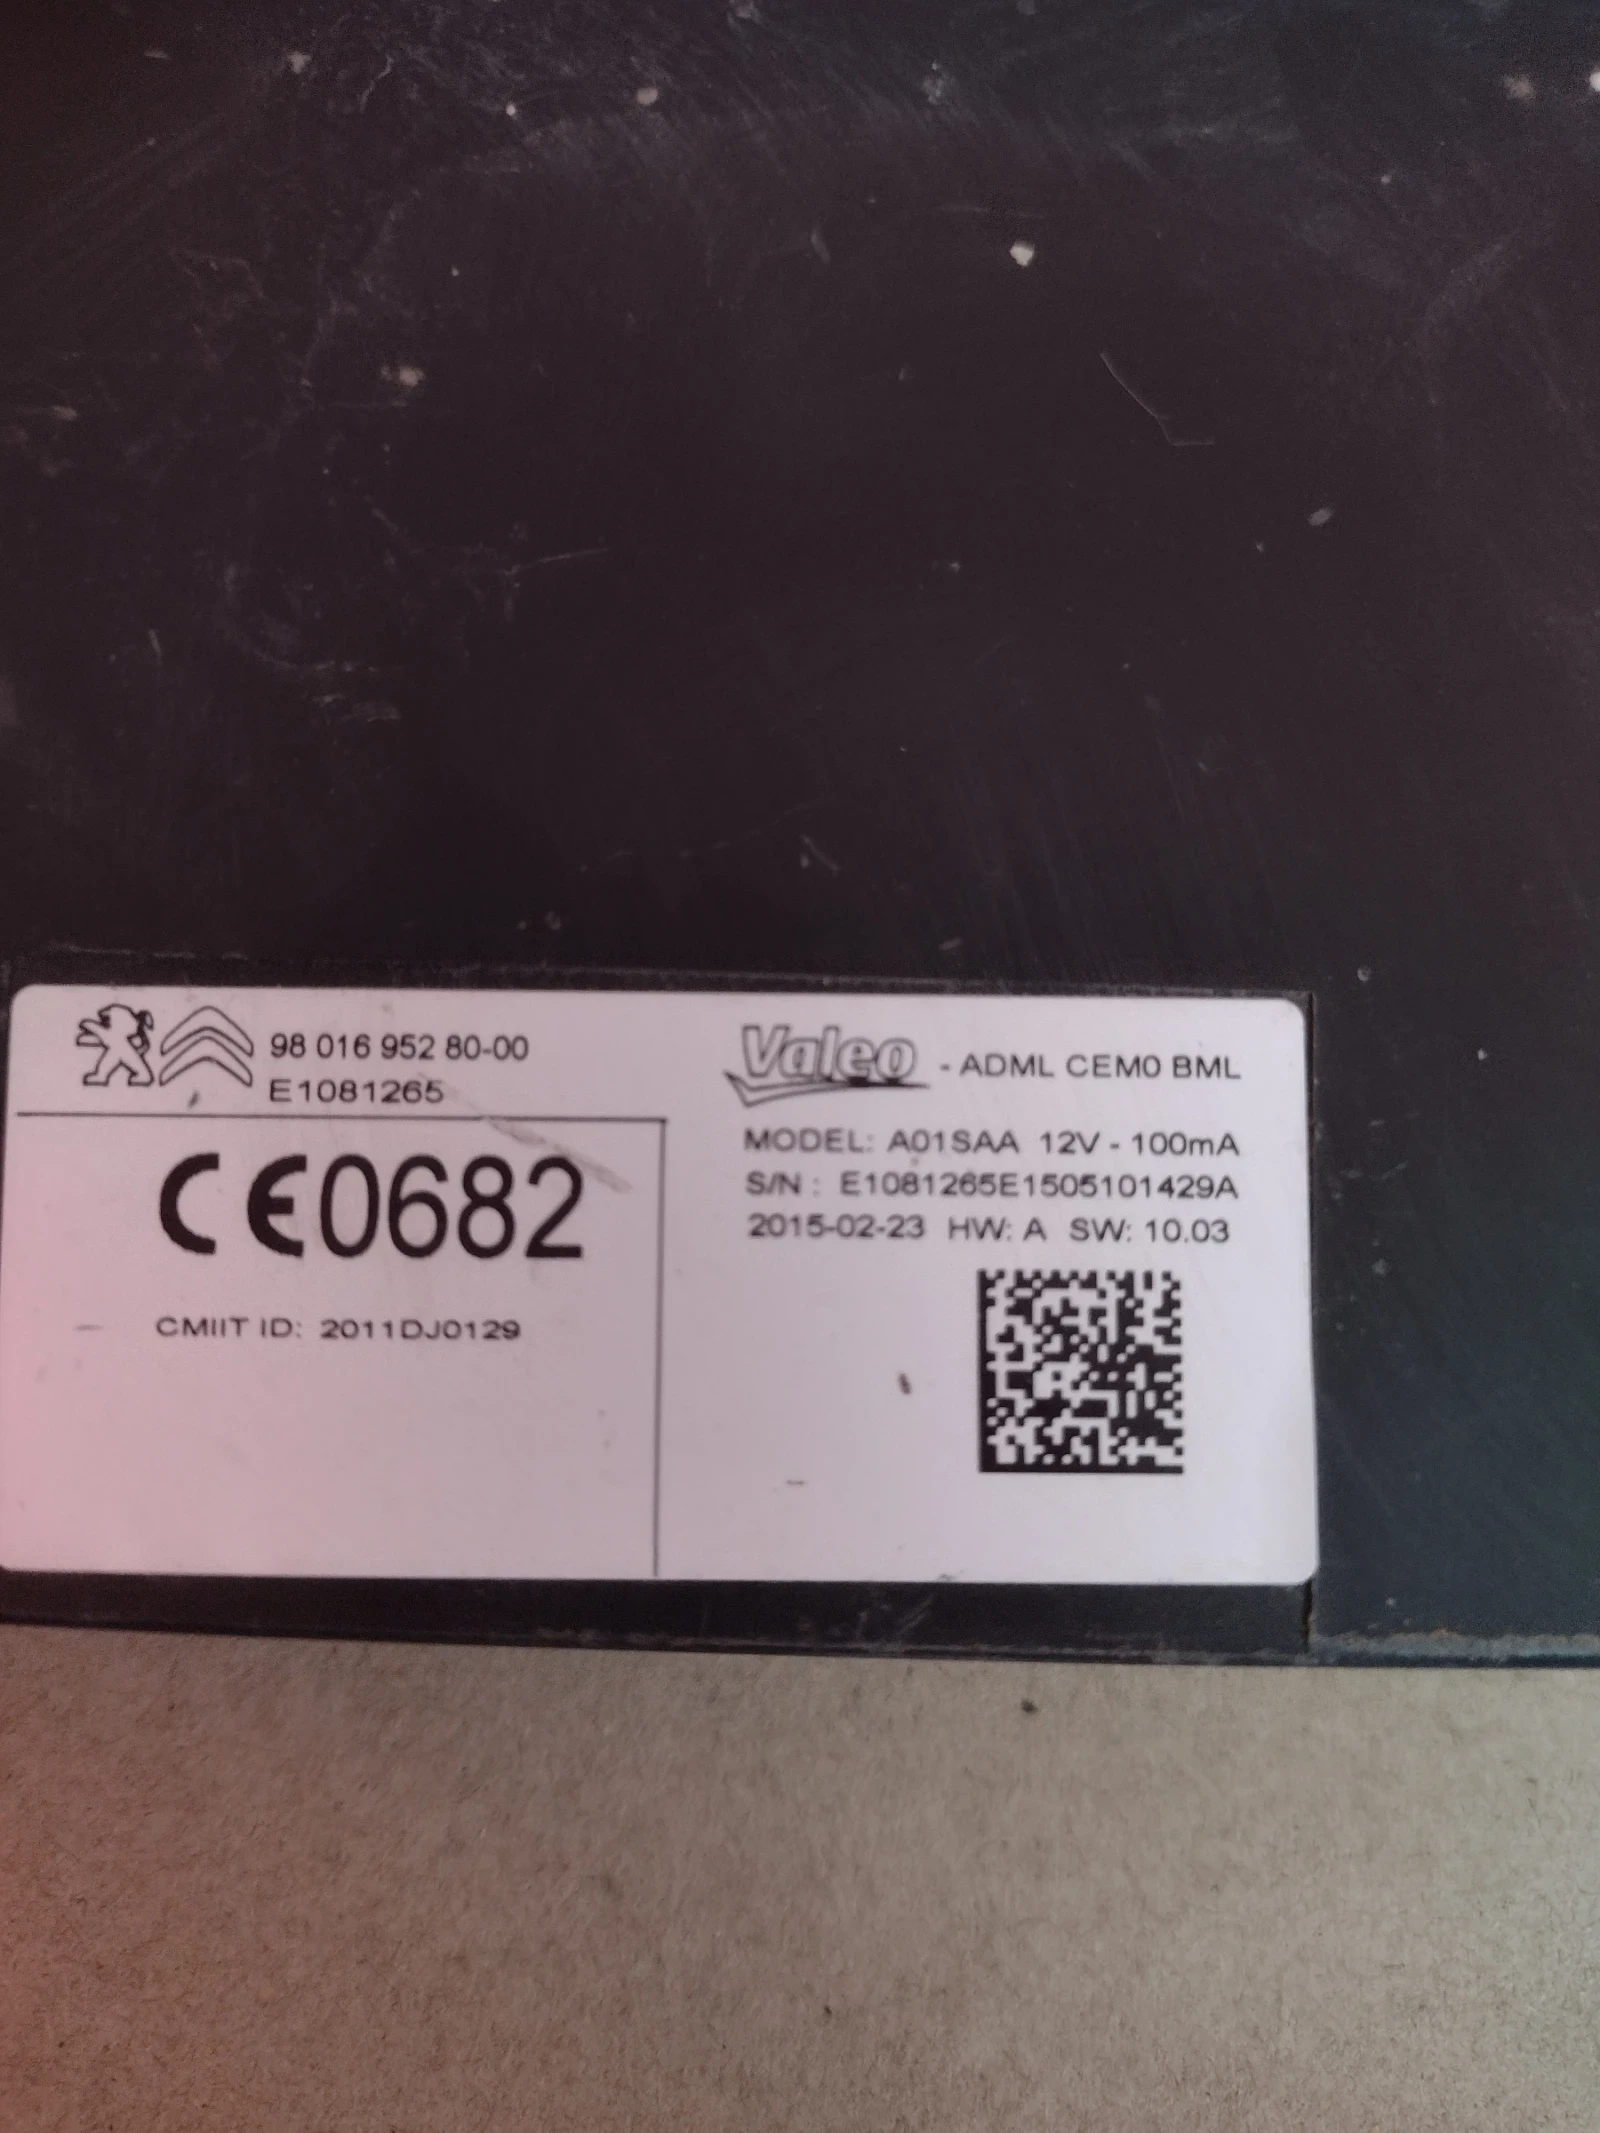 98 016 952 80-00
E1081265
CE0682
CMIIT ID: 2011DJ0129
Valeo - ADML CEM0 BML
MODEL: A01SAA 12V - 100mA
S/N : E1081265E1505101429A
2015-02-23 HW: A SW: 10.03